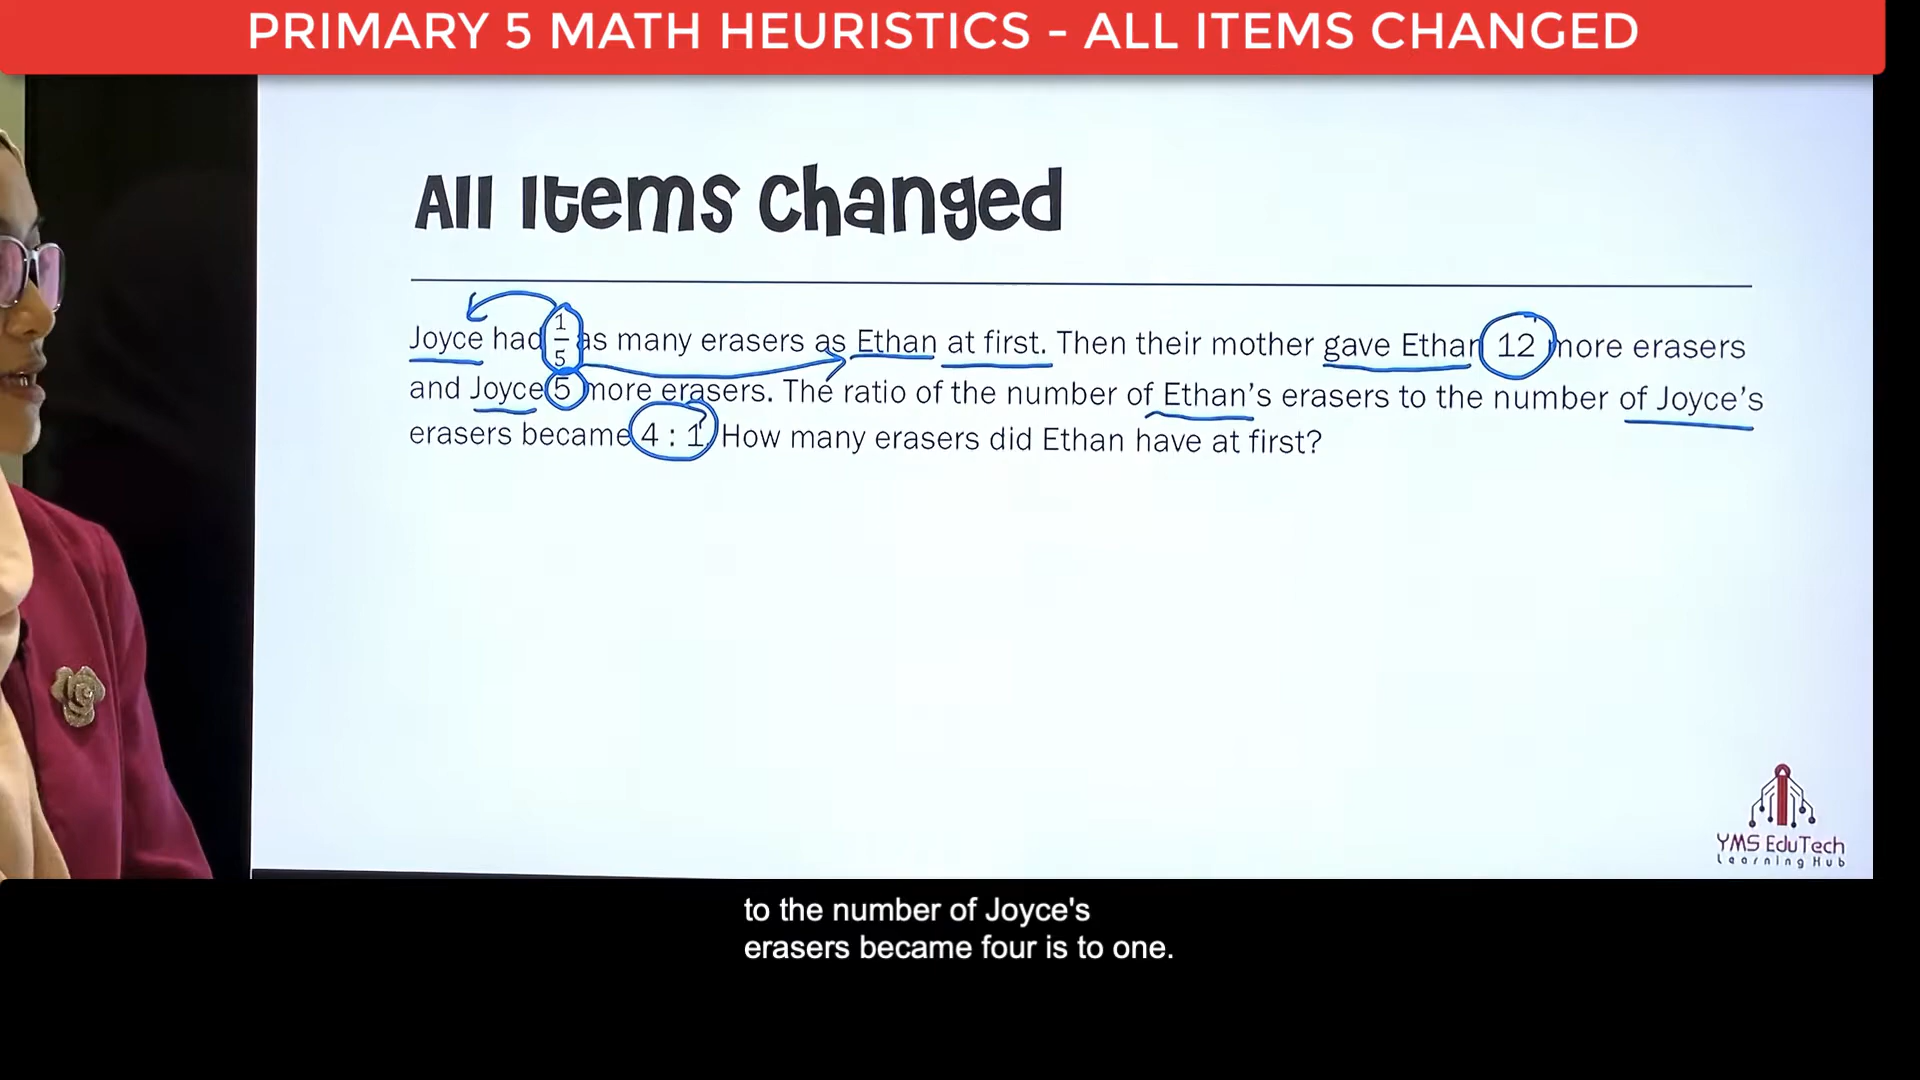 PRIMARY 5 MATH HEURISTICS - ALL ITEMS CHANGED
All Items Changed
Joyce had 1/5 as many erasers as Ethan at first. Then their mother gave Ethan 12 more erasers
and Joyce 5 more erasers. The ratio of the number of Ethan's erasers to the number of Joyce's
erasers became 4 : 1. How many erasers did Ethan have at first?
YMS EduTech
Learning Hub
to the number of Joyce's
erasers became four is to one.